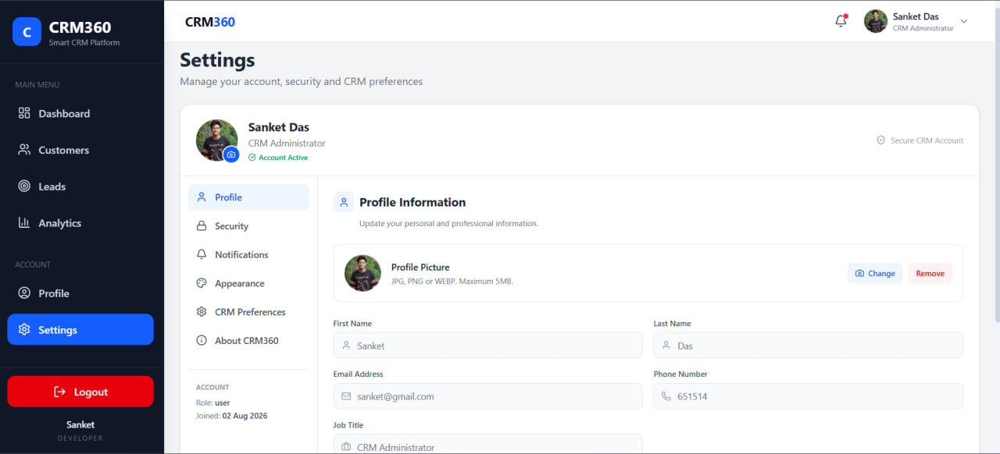 C
CRM360
Smart CRM Platform
MAIN MENU
Dashboard
Customers
Leads
Analytics
ACCOUNT
Profile
Settings
Logout
Sanket
DEVELOPER
CRM360
Sanket Das
CRM Administrator
Settings
Manage your account, security and CRM preferences
Sanket Das
CRM Administrator
Account Active
Secure CRM Account
Profile
Security
Notifications
Appearance
CRM Preferences
About CRM360
ACCOUNT
Role: user
Joined: 02 Aug 2026
Profile Information
Update your personal and professional information.
Profile Picture
JPG, PNG or WEBP. Maximum 5MB.
Change
Remove
First Name
Sanket
Last Name
Das
Email Address
sanket@gmail.com
Phone Number
651514
Job Title
CRM Administrator